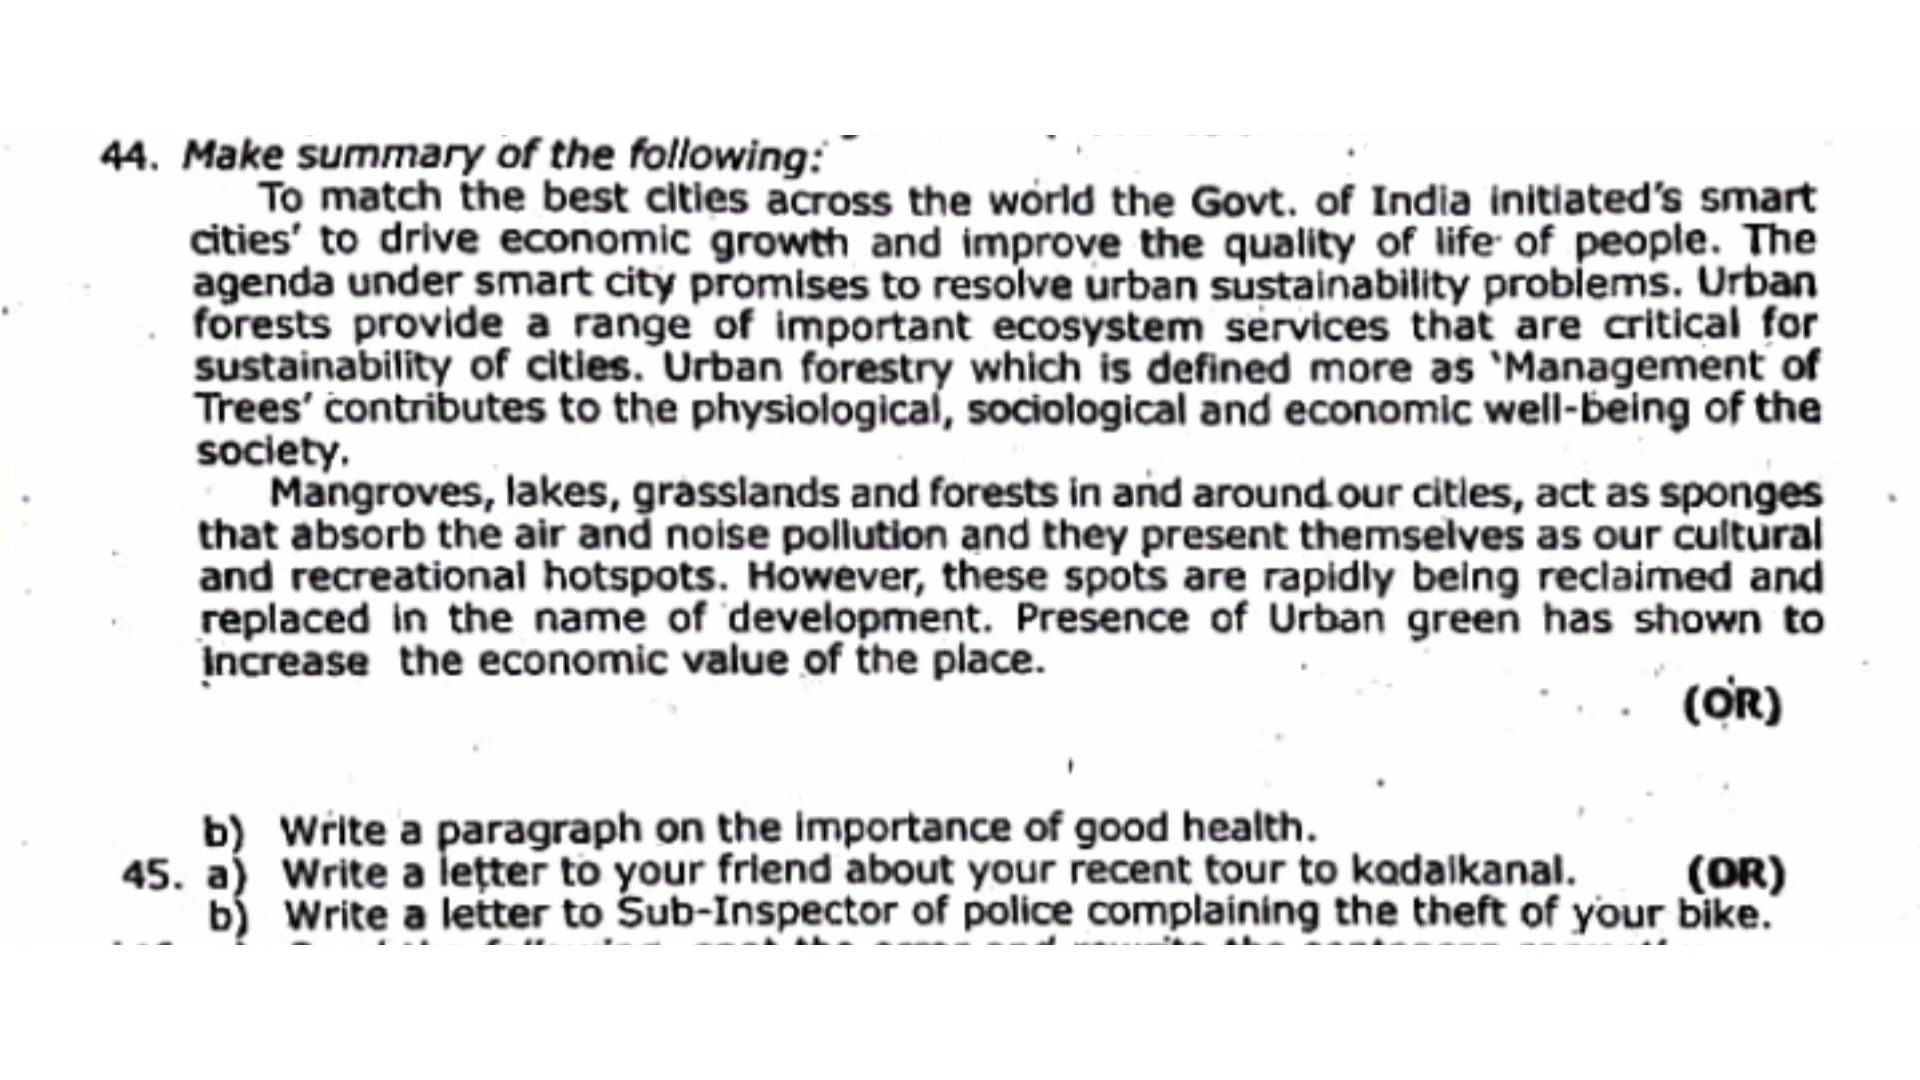 44. Make summary of the following:
To match the best cities across the world the Govt. of India initiated's smart
cities' to drive economic growth and improve the quality of life of people. The
agenda under smart city promises to resolve urban sustainability problems. Urban
forests provide a range of important ecosystem services that are critical for
sustainability of cities. Urban forestry which is defined more as 'Management of
Trees' contributes to the physiological, sociological and economic well-being of the
society.
Mangroves, lakes, grasslands and forests in and around our cities, act as sponges
that absorb the air and noise pollution and they present themselves as our cultural
and recreational hotspots. However, these spots are rapidly being reclaimed and
replaced in the name of development. Presence of Urban green has shown to
increase the economic value of the place.
(OR)
b) Write a paragraph on the importance of good health.
45. a) Write a letter to your friend about your recent tour to kodaikanal. (OR)
b) Write a letter to Sub-Inspector of police complaining the theft of your bike.